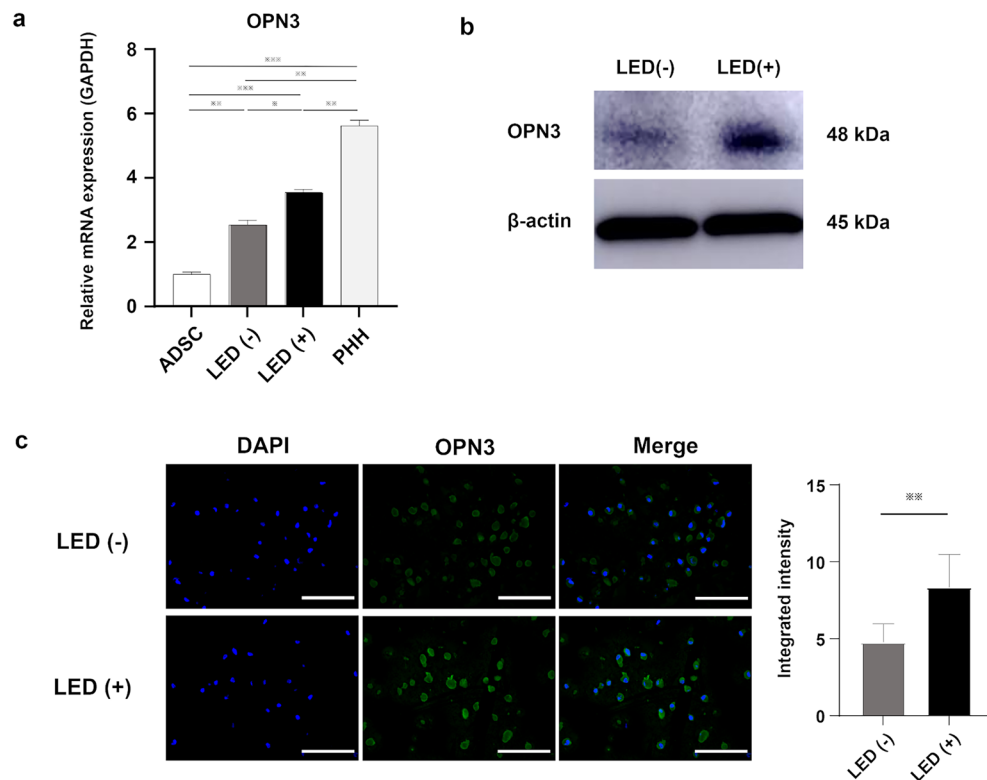 a
OPN3
Relative mRNA expression (GAPDH)
8
6
4
2
0
※※※
※※
※※※
※※
※
※※
ADSC
LED (-)
LED (+)
PHH
b
LED(-)
LED(+)
OPN3
48 kDa
β-actin
45 kDa
c
DAPI
OPN3
Merge
LED (-)
LED (+)
Integrated intensity
15
10
5
0
※※
LED (-)
LED (+)